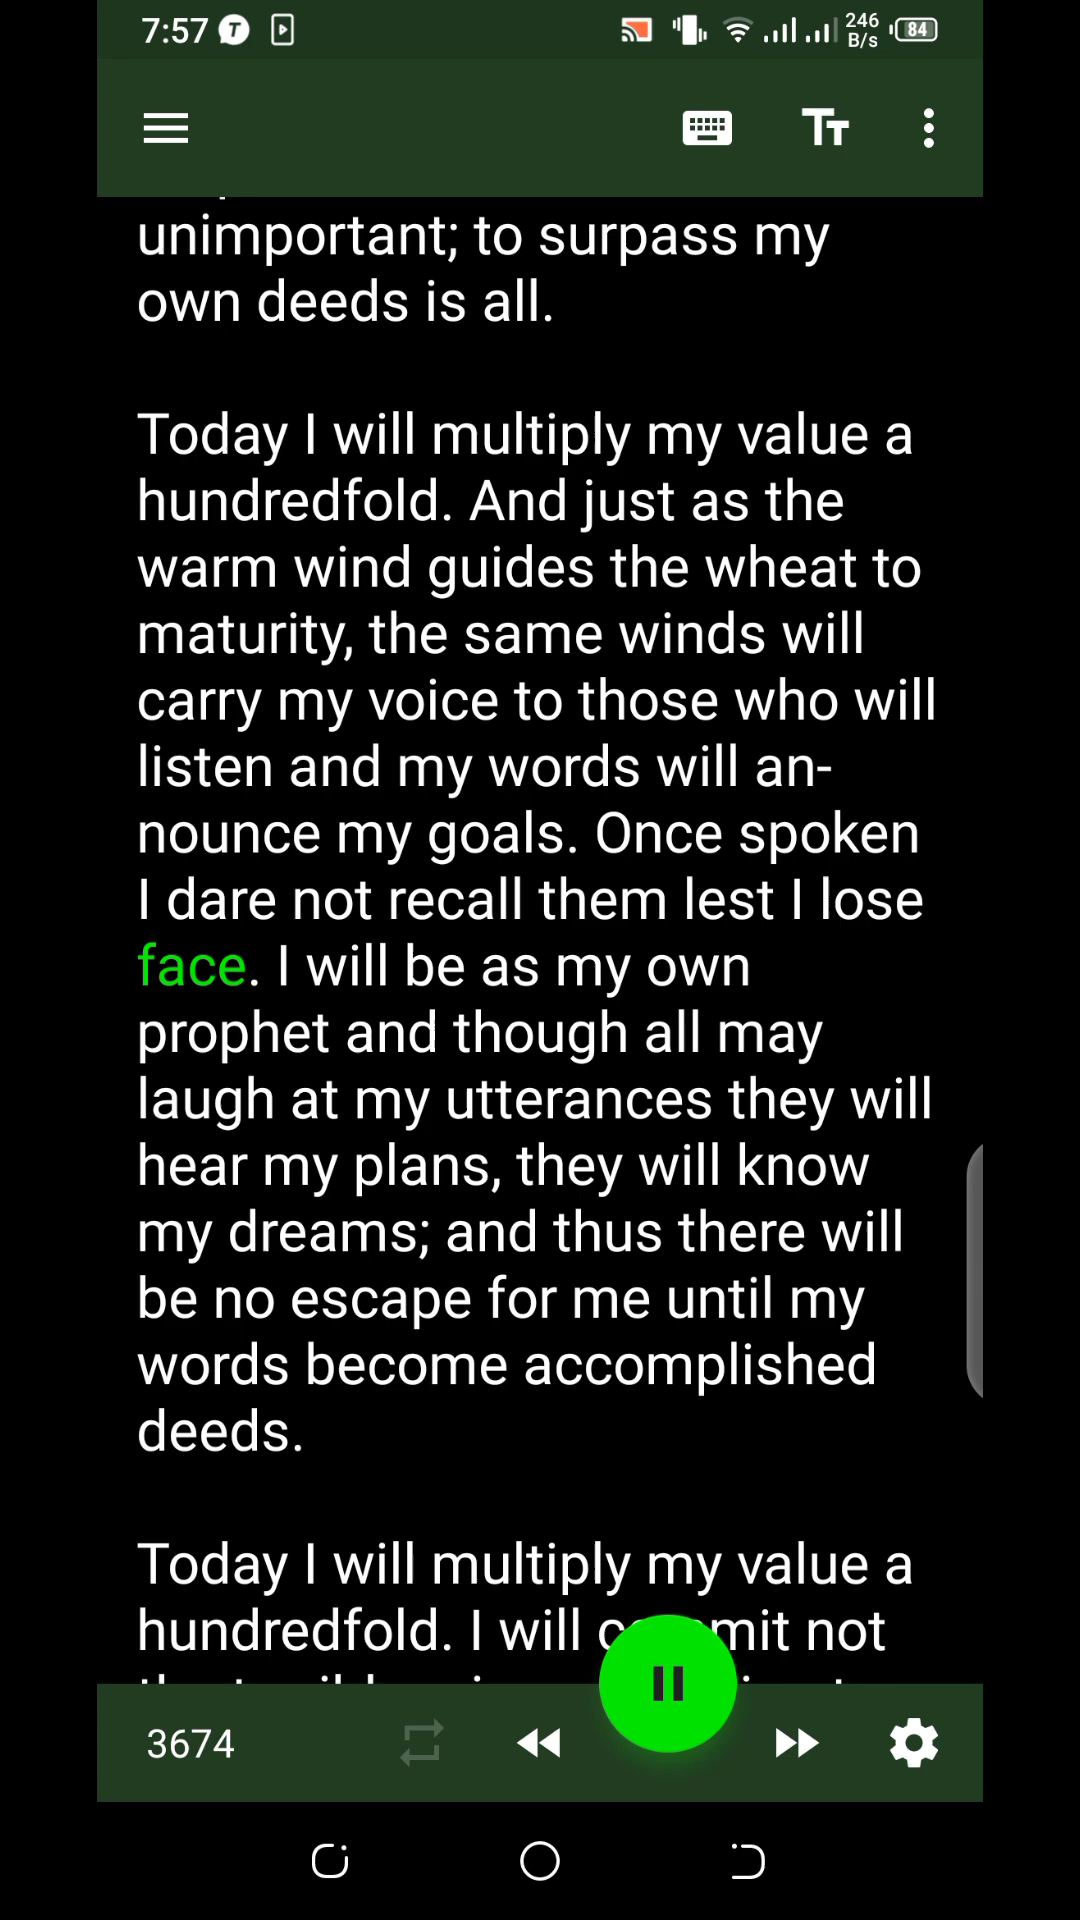 7:57
246
B/s
84
unimportant; to surpass my
own deeds is all.
Today I will multiply my value a
hundredfold. And just as the
warm wind guides the wheat to
maturity, the same winds will
carry my voice to those who will
listen and my words will an-
nounce my goals. Once spoken
I dare not recall them lest I lose
face. I will be as my own
prophet and though all may
laugh at my utterances they will
hear my plans, they will know
my dreams; and thus there will
be no escape for me until my
words become accomplished
deeds.
Today I will multiply my value a
hundredfold. I will commit not
3674